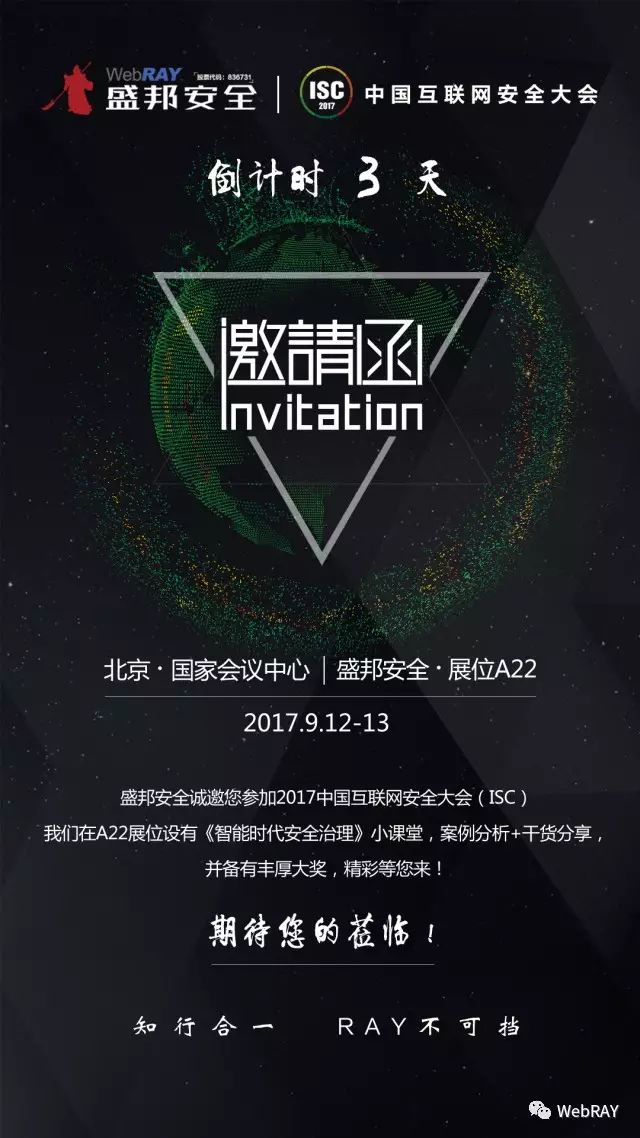 WebRAY 「股票代码：836731」
盛邦安全
ISC 2017
中国互联网安全大会
倒计时 3 天
邀請函
Invitation
北京·国家会议中心｜盛邦安全·展位A22
2017.9.12-13
盛邦安全诚邀您参加2017中国互联网安全大会（ISC）
我们在A22展位设有《智能时代安全治理》小课堂，案例分析+干货分享，
并备有丰厚大奖，精彩等您来！
期待您的莅临！
知行合一 RAY不可挡
WebRAY